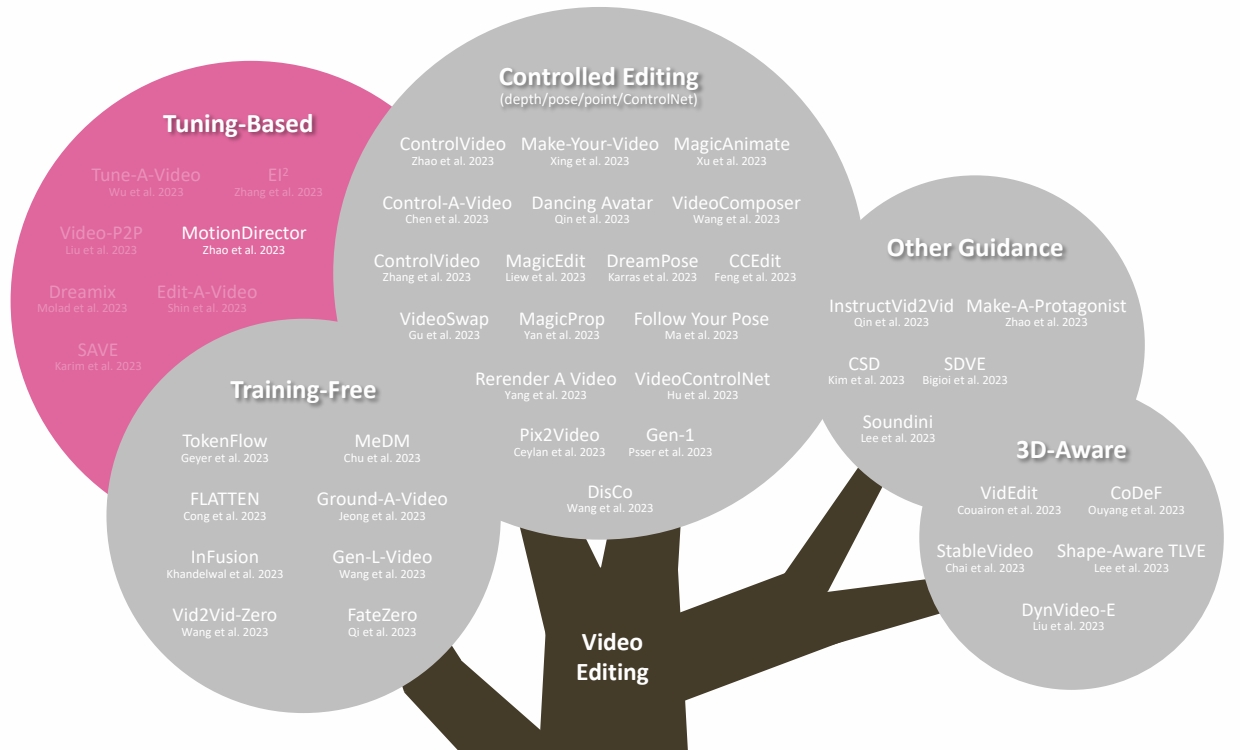 Controlled Editing
(depth/pose/point/ControlNet)
ControlVideo Make-Your-Video MagicAnimate
Zhao et al. 2023 Xing et al. 2023 Xu et al. 2023
Control-A-Video Dancing Avatar VideoComposer
Chen et al. 2023 Qin et al. 2023 Wang et al. 2023
ControlVideo MagicEdit DreamPose CCEdit
Zhang et al. 2023 Liew et al. 2023 Karras et al. 2023 Feng et al. 2023
VideoSwap MagicProp Follow Your Pose
Gu et al. 2023 Yan et al. 2023 Ma et al. 2023
Rerender A Video VideoControlNet
Yang et al. 2023 Hu et al. 2023
Pix2Video Gen-1
Ceylan et al. 2023 Psser et al. 2023
DisCo
Wang et al. 2023
Tuning-Based
Tune-A-Video EI²
Wu et al. 2023 Zhang et al. 2023
Video-P2P MotionDirector
Liu et al. 2023 Zhao et al. 2023
Dreamix Edit-A-Video
Molad et al. 2023 Shin et al. 2023
SAVE
Karim et al. 2023
Training-Free
TokenFlow MeDM
Geyer et al. 2023 Chu et al. 2023
FLATTEN Ground-A-Video
Cong et al. 2023 Jeong et al. 2023
InFusion Gen-L-Video
Khandelwal et al. 2023 Wang et al. 2023
Vid2Vid-Zero FateZero
Wang et al. 2023 Qi et al. 2023
Other Guidance
InstructVid2Vid Make-A-Protagonist
Qin et al. 2023 Zhao et al. 2023
CSD SDVE
Kim et al. 2023 Bigioi et al. 2023
Soundini
Lee et al. 2023
3D-Aware
VidEdit CoDeF
Couairon et al. 2023 Ouyang et al. 2023
StableVideo Shape-Aware TLVE
Chai et al. 2023 Lee et al. 2023
DynVideo-E
Liu et al. 2023
Video
Editing